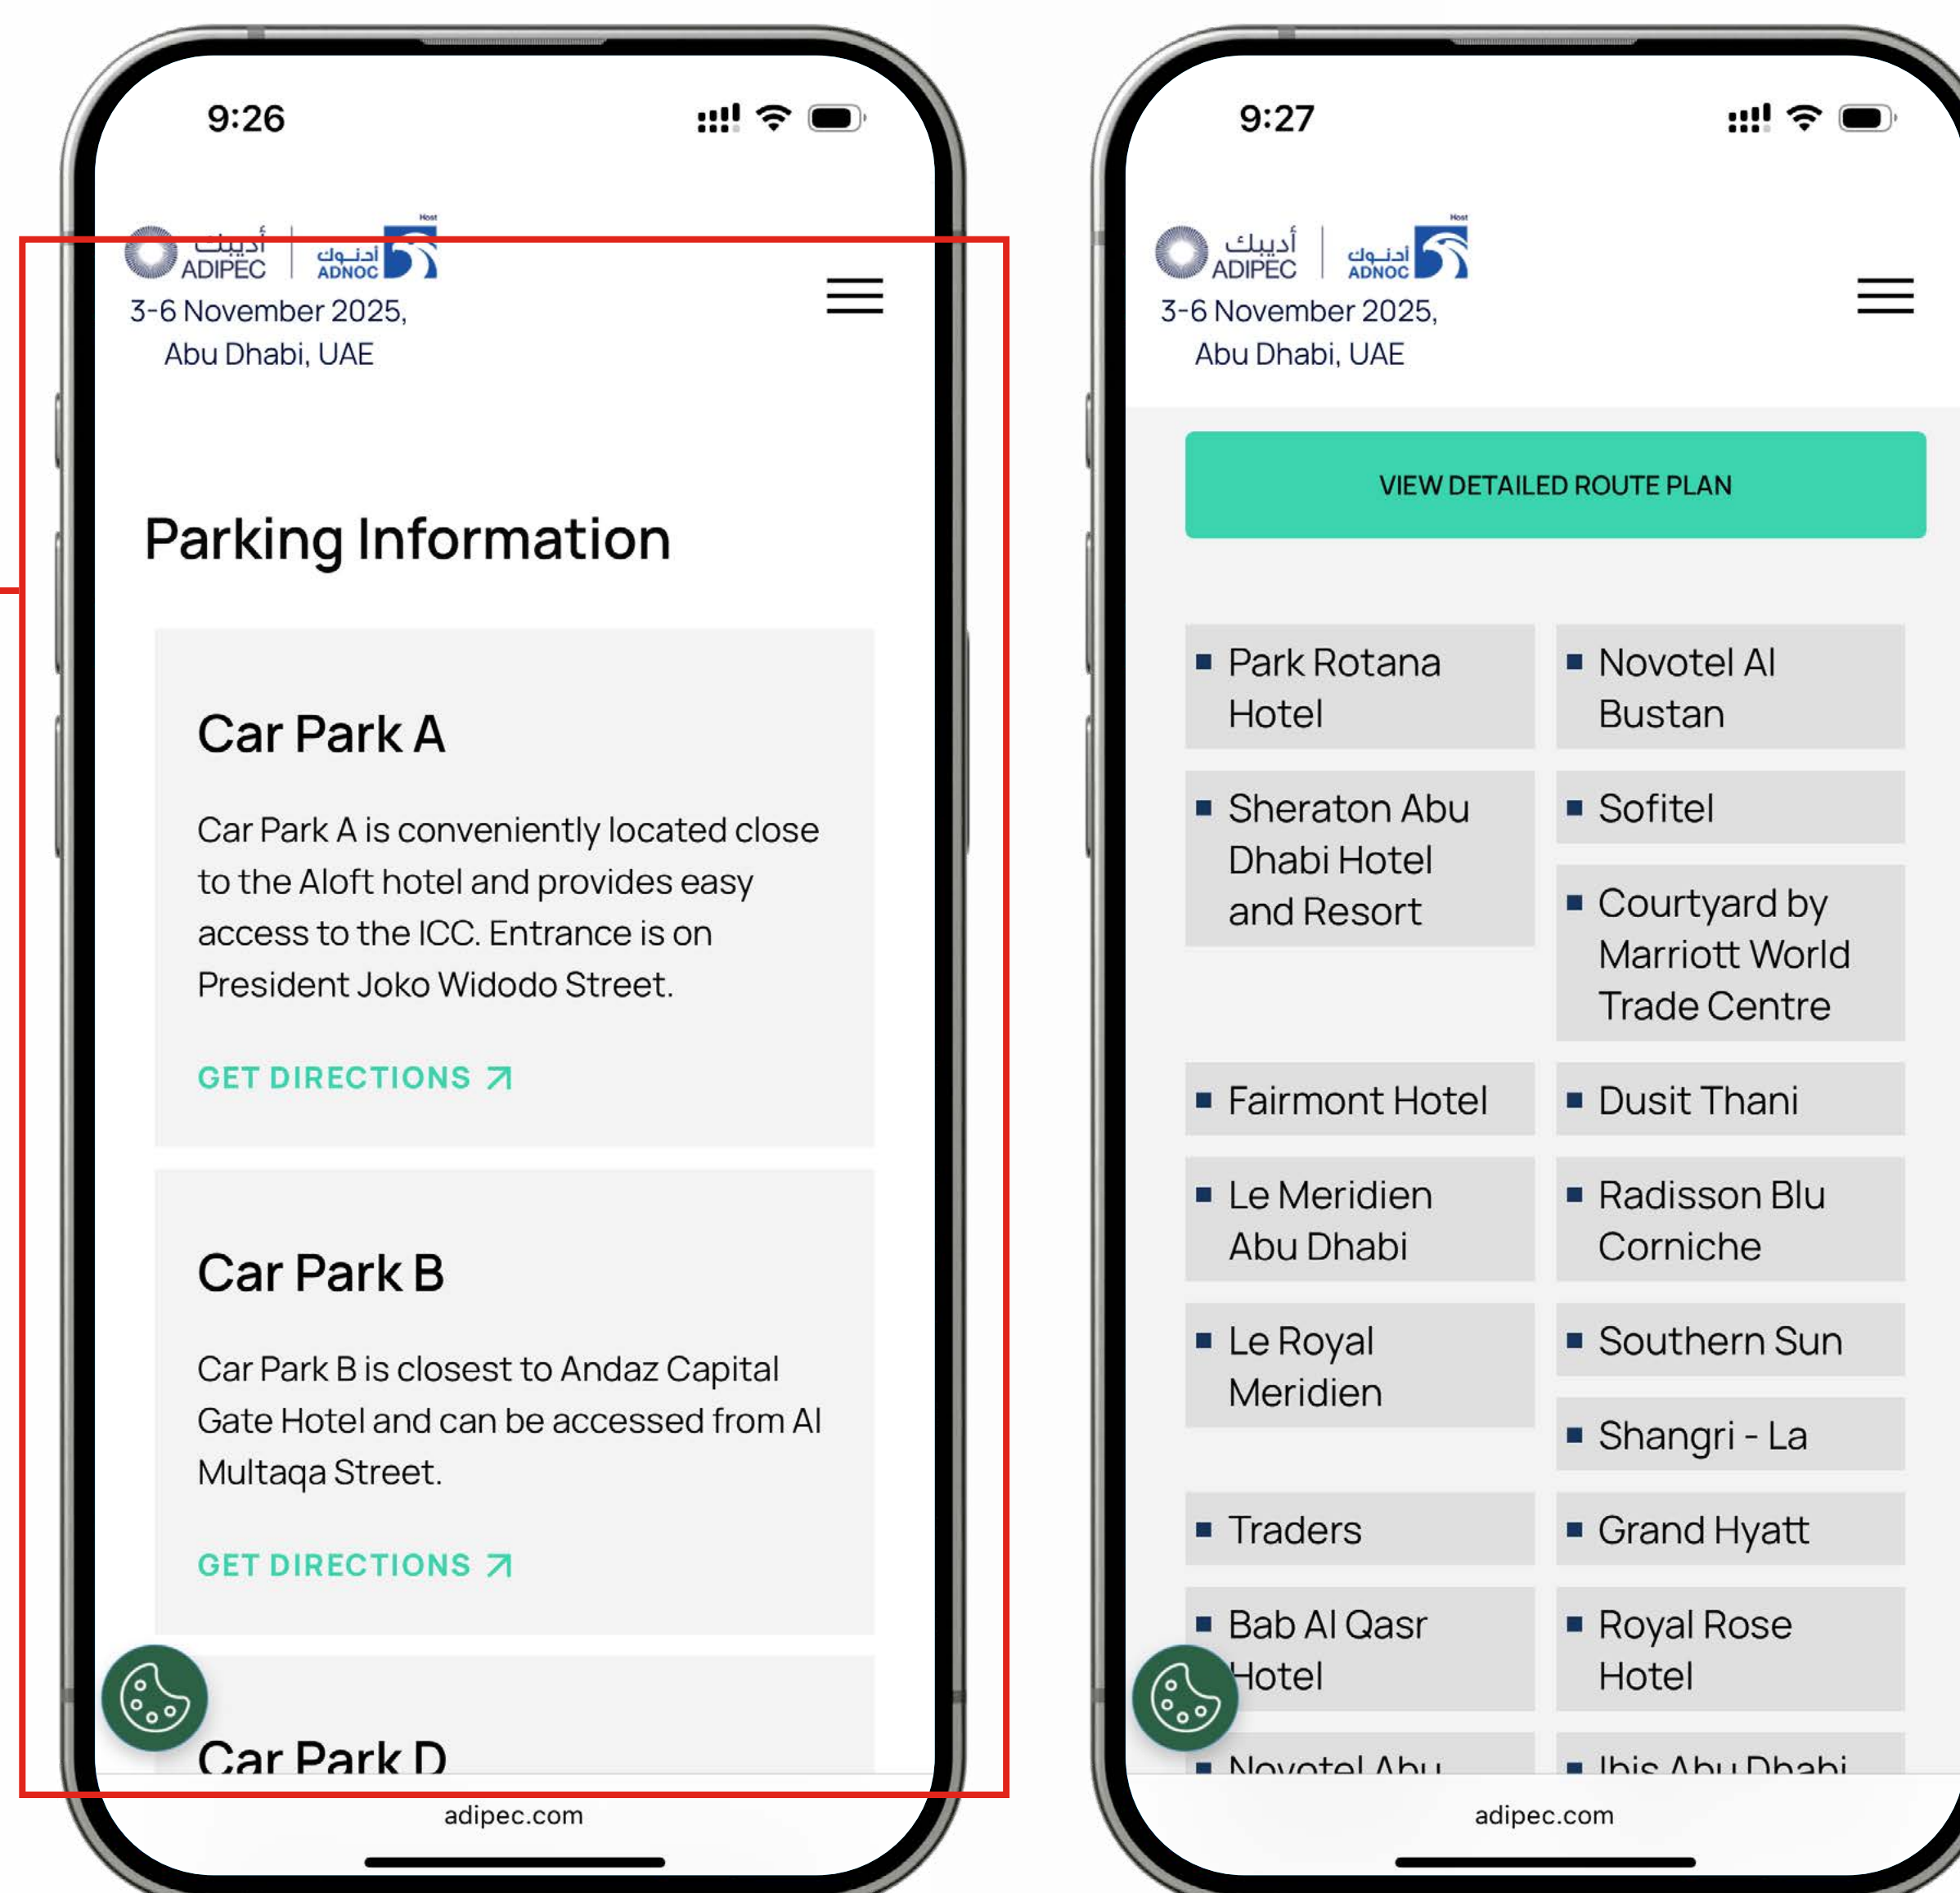 9:26
Host
أديبك
ADIPEC
أدنـوك
ADNOC
3-6 November 2025,
Abu Dhabi, UAE
Parking Information
Car Park A
Car Park A is conveniently located close
to the Aloft hotel and provides easy
access to the ICC. Entrance is on
President Joko Widodo Street.
GET DIRECTIONS
Car Park B
Car Park B is closest to Andaz Capital
Gate Hotel and can be accessed from Al
Multaqa Street.
GET DIRECTIONS
Car Park D
adipec.com
9:27
Host
أديبك
ADIPEC
أدنـوك
ADNOC
3-6 November 2025,
Abu Dhabi, UAE
VIEW DETAILED ROUTE PLAN
Park Rotana
Hotel
Novotel Al
Bustan
Sheraton Abu
Dhabi Hotel
and Resort
Sofitel
Courtyard by
Marriott World
Trade Centre
Fairmont Hotel
Dusit Thani
Le Meridien
Abu Dhabi
Radisson Blu
Corniche
Le Royal
Meridien
Southern Sun
Shangri - La
Traders
Grand Hyatt
Bab Al Qasr
Hotel
Royal Rose
Hotel
Novotel Abu
Ibis Abu Dhabi
adipec.com